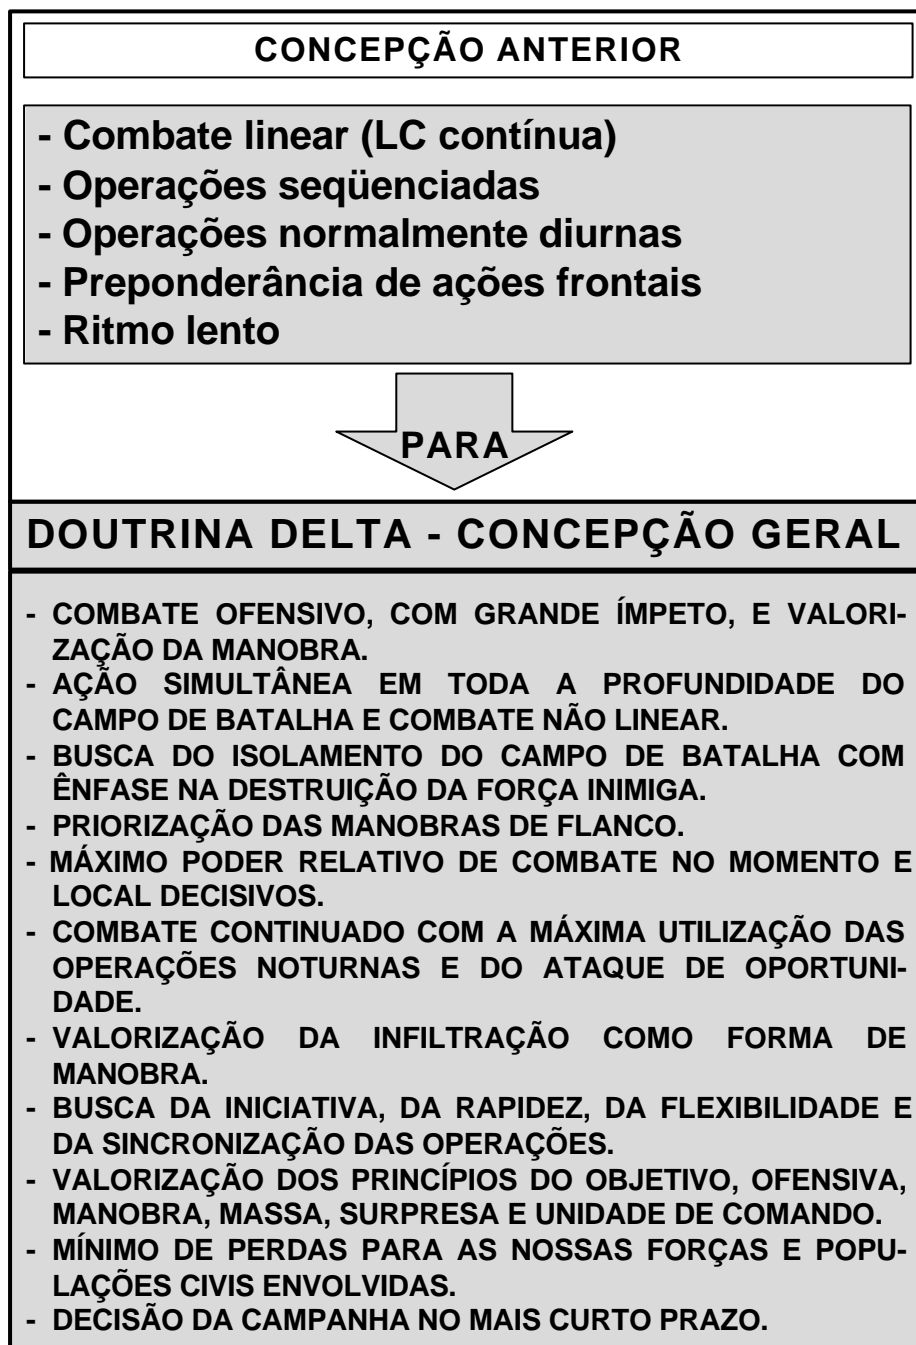 CONCEPÇÃO ANTERIOR
- Combate linear (LC contínua)
- Operações seqüenciadas
- Operações normalmente diurnas
- Preponderância de ações frontais
- Ritmo lento
PARA
DOUTRINA DELTA - CONCEPÇÃO GERAL
- COMBATE OFENSIVO, COM GRANDE ÍMPETO, E VALORI-
ZAÇÃO DA MANOBRA.
- AÇÃO SIMULTÂNEA EM TODA A PROFUNDIDADE DO
CAMPO DE BATALHA E COMBATE NÃO LINEAR.
- BUSCA DO ISOLAMENTO DO CAMPO DE BATALHA COM
ÊNFASE NA DESTRUIÇÃO DA FORÇA INIMIGA.
- PRIORIZAÇÃO DAS MANOBRAS DE FLANCO.
- MÁXIMO PODER RELATIVO DE COMBATE NO MOMENTO E
LOCAL DECISIVOS.
- COMBATE CONTINUADO COM A MÁXIMA UTILIZAÇÃO DAS
OPERAÇÕES NOTURNAS E DO ATAQUE DE OPORTUNI-
DADE.
- VALORIZAÇÃO DA INFILTRAÇÃO COMO FORMA DE
MANOBRA.
- BUSCA DA INICIATIVA, DA RAPIDEZ, DA FLEXIBILIDADE E
DA SINCRONIZAÇÃO DAS OPERAÇÕES.
- VALORIZAÇÃO DOS PRINCÍPIOS DO OBJETIVO, OFENSIVA,
MANOBRA, MASSA, SURPRESA E UNIDADE DE COMANDO.
- MÍNIMO DE PERDAS PARA AS NOSSAS FORÇAS E POPU-
LAÇÕES CIVIS ENVOLVIDAS.
- DECISÃO DA CAMPANHA NO MAIS CURTO PRAZO.